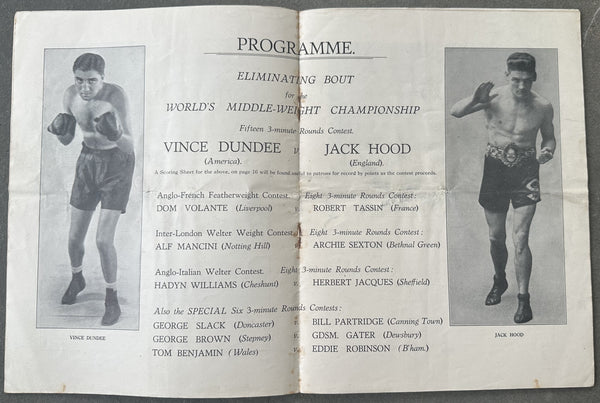 PROGRAMME.
ELIMINATING BOUT
for the
WORLD'S MIDDLE-WEIGHT CHAMPIONSHIP
Fifteen 3-minute Rounds Contest.
VINCE DUNDEE v. JACK HOOD
(America). (England).
A Scoring Sheet for the above, on page 16 will be found useful to patrons for record by points as the contest proceeds.
Anglo-French Featherweight Contest. Eight 3-minute Rounds Contest:
DOM VOLANTE (Liverpool) v. ROBERT TASSIN (France)
Inter-London Welter Weight Contest. Eight 3-minute Rounds Contest:
ALF MANCINI (Notting Hill) v. ARCHIE SEXTON (Bethnal Green)
Anglo-Italian Welter Contest. Eight 3-minute Rounds Contest:
HADYN WILLIAMS (Cheshunt) v. HERBERT JACQUES (Sheffield)
Also the SPECIAL Six 3-minute Rounds Contests:
GEORGE SLACK (Doncaster) v. BILL PARTRIDGE (Canning Town)
GEORGE BROWN (Stepney) v. GDSM. GATER (Dewsbury)
TOM BENJAMIN (Wales) v. EDDIE ROBINSON (B'ham.)
VINCE DUNDEE
JACK HOOD